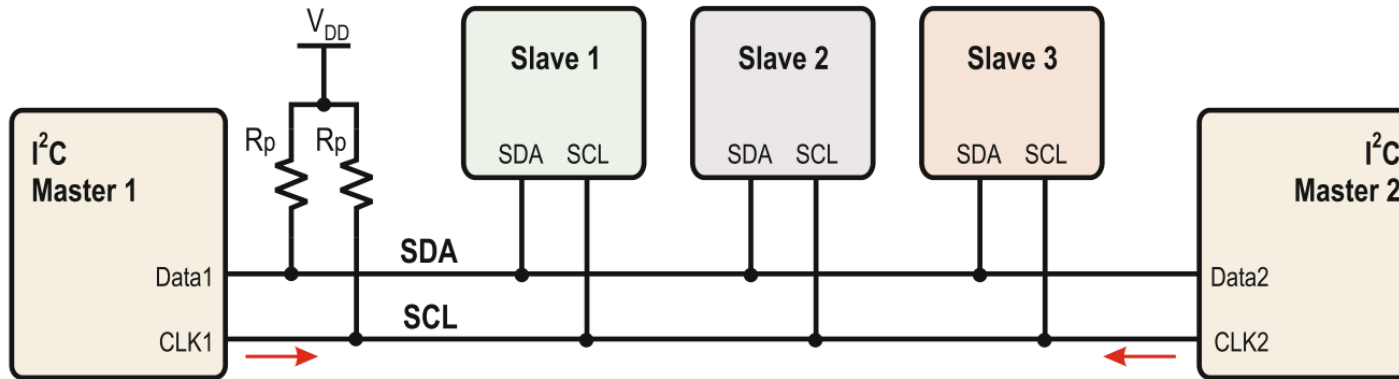 V_DD
Slave 1
Slave 2
Slave 3
Rp
Rp
I²C
Master 1
SDA
SCL
SDA
SCL
SDA
SCL
I²C
Master 2
SDA
Data1
Data2
SCL
CLK1
CLK2